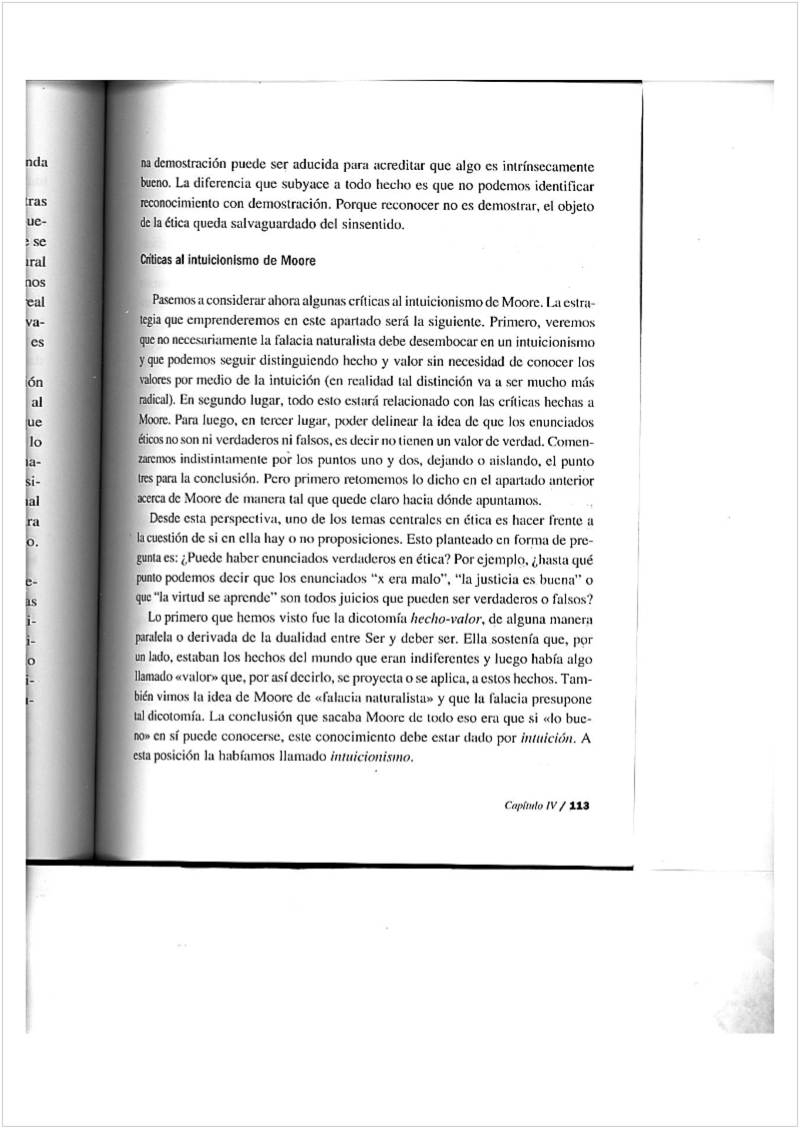 nda
tras
ue-
e se
ural
nos
real
va-
es
ión
al
que
lo
na-
si-
nal
ra
o.
e-
as
i-
i-
o
i-
l-
na demostración puede ser aducida para acreditar que algo es intrínsecamente
bueno. La diferencia que subyace a todo hecho es que no podemos identificar
reconocimiento con demostración. Porque reconocer no es demostrar, el objeto
de la ética queda salvaguardado del sinsentido.
Críticas al intuicionismo de Moore
Pasemos a considerar ahora algunas críticas al intuicionismo de Moore. La estra-
tegia que emprenderemos en este apartado será la siguiente. Primero, veremos
que no necesariamente la falacia naturalista debe desembocar en un intuicionismo
y que podemos seguir distinguiendo hecho y valor sin necesidad de conocer los
valores por medio de la intuición (en realidad tal distinción va a ser mucho más
radical). En segundo lugar, todo esto estará relacionado con las críticas hechas a
Moore. Para luego, en tercer lugar, poder delinear la idea de que los enunciados
éticos no son ni verdaderos ni falsos, es decir no tienen un valor de verdad. Comen-
zaremos indistintamente por los puntos uno y dos, dejando o aislando, el punto
tres para la conclusión. Pero primero retomemos lo dicho en el apartado anterior
acerca de Moore de manera tal que quede claro hacia dónde apuntamos.
Desde esta perspectiva, uno de los temas centrales en ética es hacer frente a
la cuestión de si en ella hay o no proposiciones. Esto planteado en forma de pre-
gunta es: ¿Puede haber enunciados verdaderos en ética? Por ejemplo, ¿hasta qué
punto podemos decir que los enunciados “x era malo”, “la justicia es buena” o
que “la virtud se aprende” son todos juicios que pueden ser verdaderos o falsos?
Lo primero que hemos visto fue la dicotomía hecho-valor, de alguna manera
paralela o derivada de la dualidad entre Ser y deber ser. Ella sostenía que, por
un lado, estaban los hechos del mundo que eran indiferentes y luego había algo
llamado «valor» que, por así decirlo, se proyecta o se aplica, a estos hechos. Tam-
bién vimos la idea de Moore de «falacia naturalista» y que la falacia presupone
tal dicotomía. La conclusión que sacaba Moore de todo eso era que si «lo bue-
no» en sí puede conocerse, este conocimiento debe estar dado por intuición. A
esta posición la habíamos llamado intuicionismo.
Capítulo IV / 113